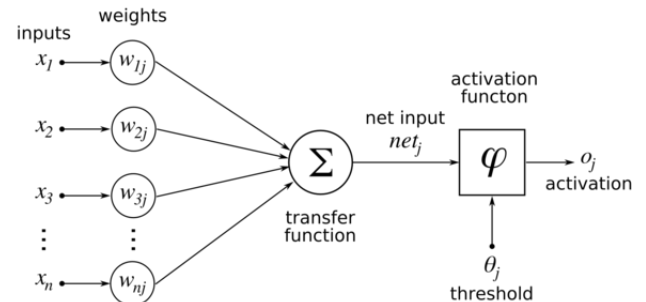 weights
inputs
x1
w1j
x2
w2j
x3
w3j
⋮
⋮
xn
wnj
Σ
transfer
function
net input
netj
activation
functon
φ
oj
activation
θj
threshold